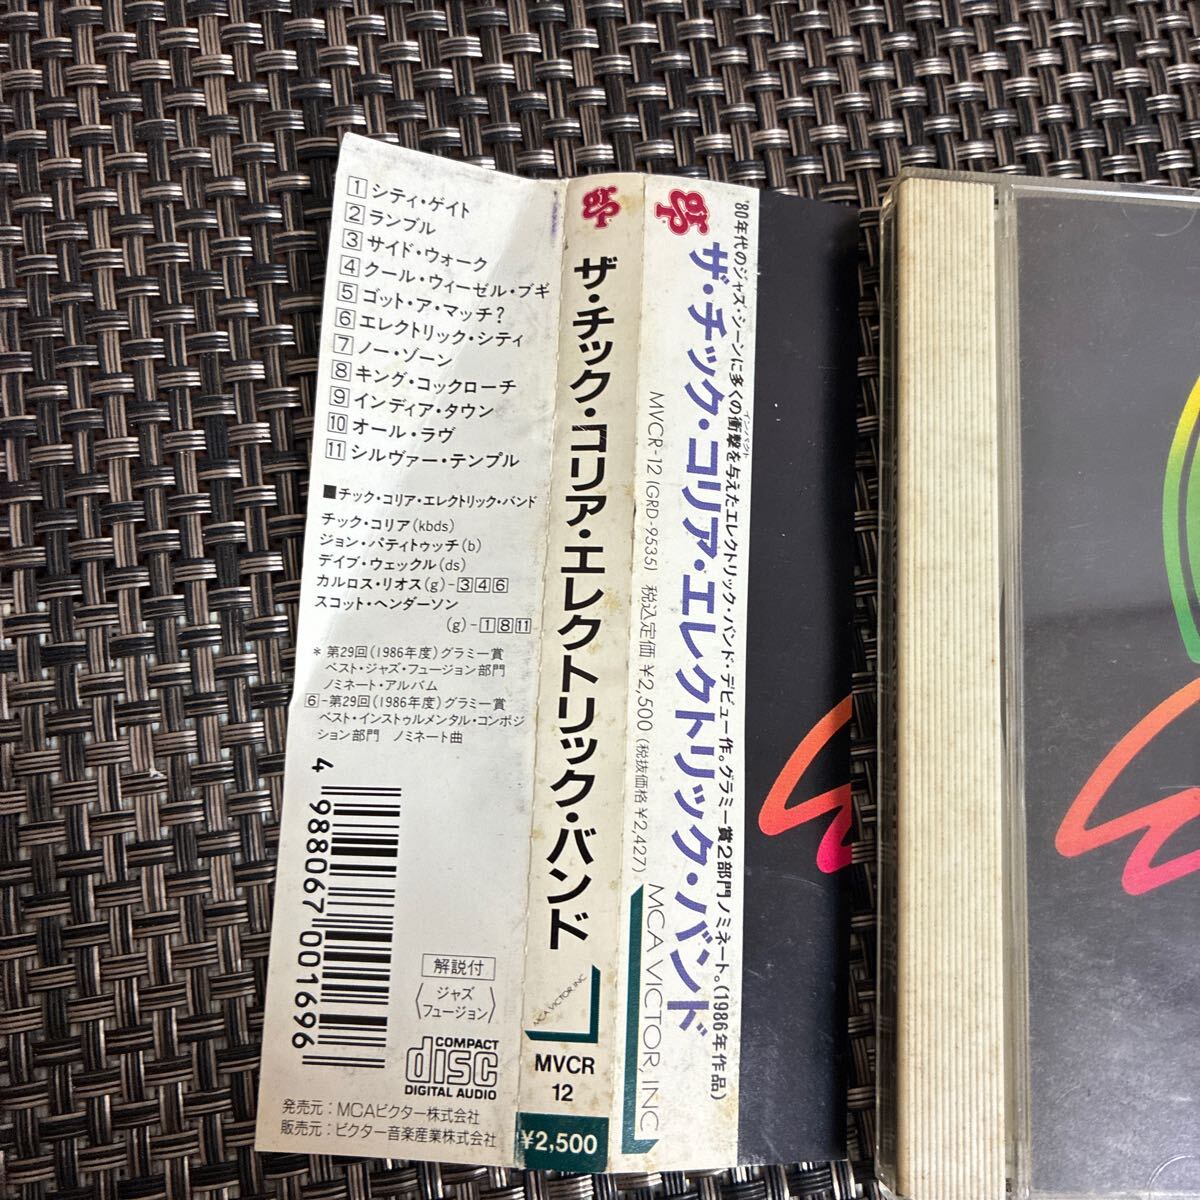 1 シティ・ゲイト
2 ランブル
3 サイド・ウォーク
4 クール・ウィーゼル・ブギ
5 ゴット・ア・マッチ?
6 エレクトリック・シティ
7 ノー・ゾーン
8 キング・コックローチ
9 インディア・タウン
10 オール・ラヴ
11 シルヴァー・テンプル
■チック・コリア・エレクトリック・バンド
チック・コリア(kbds)
ジョン・パティトゥッチ(b)
デイブ・ウェックル(ds)
カルロス・リオス(g)-3 4 6
スコット・ヘンダーソン
(g)-1 8 11
* 第29回(1986年度)グラミー賞
ベスト・ジャズ・フュージョン部門
ノミネート・アルバム
6-第29回(1986年度)グラミー賞
ベスト・インストゥルメンタル・コンポジ
ション部門 ノミネート曲
4 988067 001696
解説付
〈ジャズ
フュージョン〉
COMPACT
disc
DIGITAL AUDIO
発売元:MCAビクター株式会社
販売元:ビクター音楽産業株式会社
grp
ザ・チック・コリア・エレクトリック・バンド
MCA VICTOR INC
MVCR
12
¥2,500
grp
'80年代のジャズ・シーンに多くの衝撃を与えたエレクトリック・バンド・デビュー作。グラミー賞2部門ノミネート。(1986年作品)
インパクト
ザ・チック・コリア・エレクトリック・バンド
MVCR-12 (GRD-9535) 税込定価 ¥2,500 (税抜価格¥2,427)
MCA VICTOR, INC